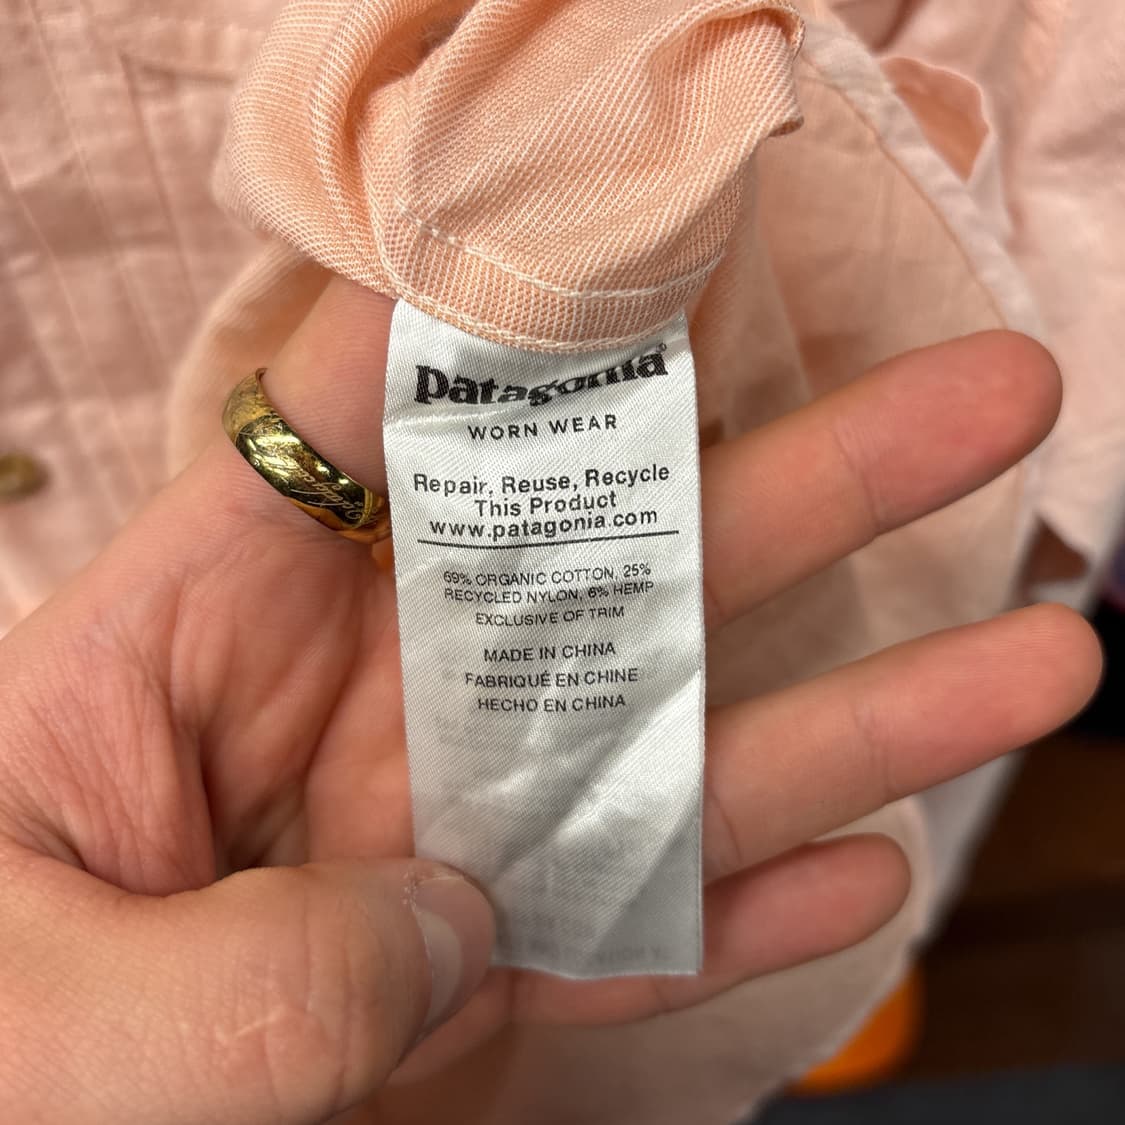 patagonia®
WORN WEAR
Repair, Reuse, Recycle
This Product
www.patagonia.com
69% ORGANIC COTTON, 25%
RECYCLED NYLON, 6% HEMP
EXCLUSIVE OF TRIM
MADE IN CHINA
FABRIQUÉ EN CHINE
HECHO EN CHINA